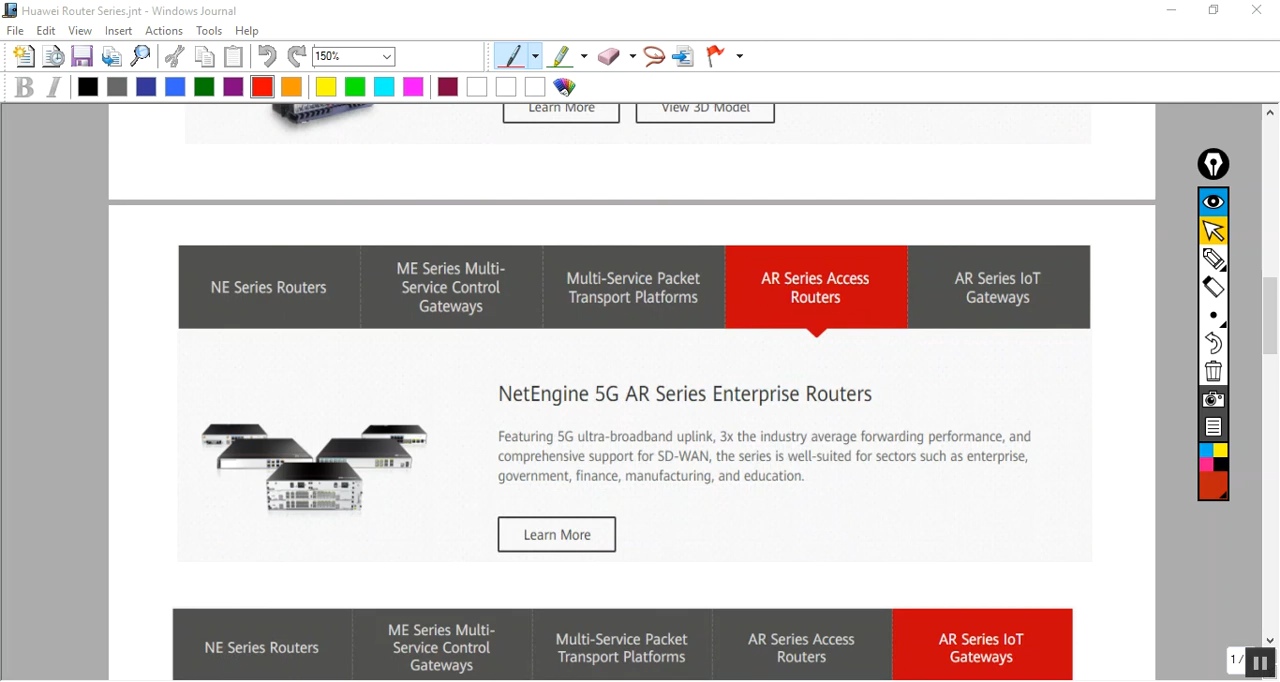 Huawei Router Series.jnt - Windows Journal
File Edit View Insert Actions Tools Help
150%
B I
Learn More View 3D Model
NE Series Routers
ME Series Multi-
Service Control
Gateways
Multi-Service Packet
Transport Platforms
AR Series Access
Routers
AR Series IoT
Gateways
NetEngine 5G AR Series Enterprise Routers
Featuring 5G ultra-broadband uplink, 3x the industry average forwarding performance, and
comprehensive support for SD-WAN, the series is well-suited for sectors such as enterprise,
government, finance, manufacturing, and education.
Learn More
NE Series Routers
ME Series Multi-
Service Control
Gateways
Multi-Service Packet
Transport Platforms
AR Series Access
Routers
AR Series IoT
Gateways
1/